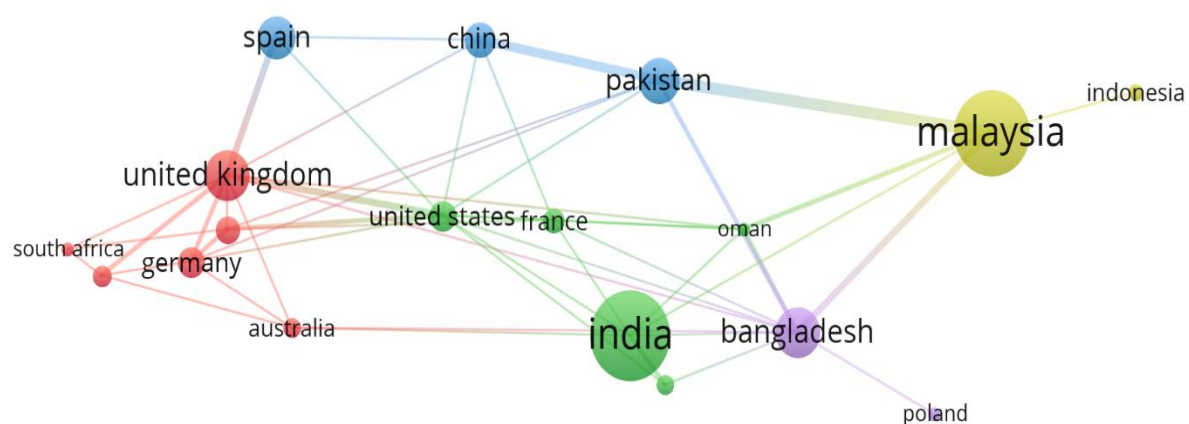 spain
china
pakistan
indonesia
malaysia
united kingdom
united states
france
oman
south africa
germany
australia
india
bangladesh
poland